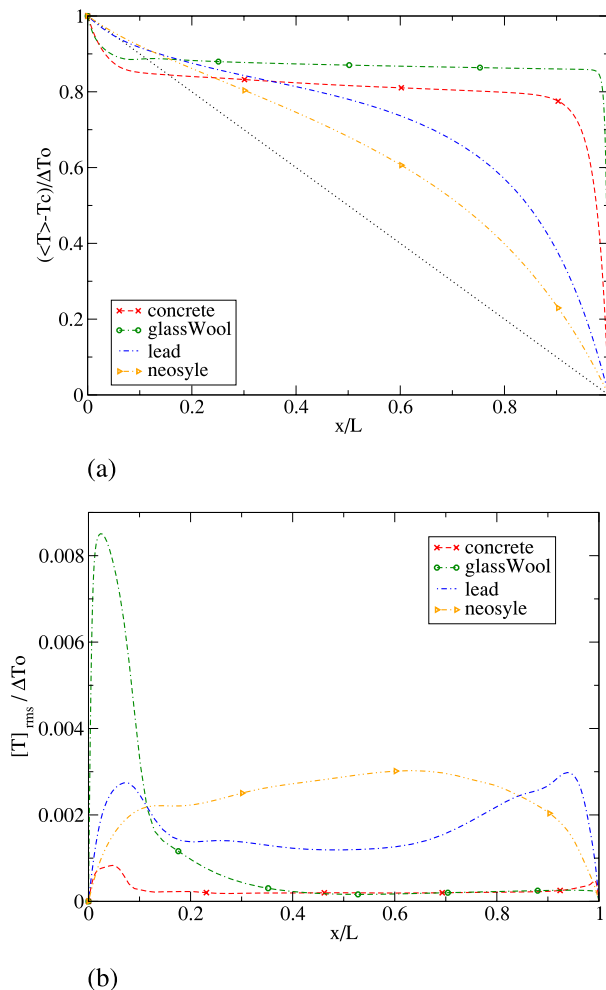 1
0.8
0.6
0.4
0.2
0
(<T>-Tc)/ΔTo
concrete
glassWool
lead
neosyle
0 0.2 0.4 0.6 0.8
x/L
(a)
0.008
0.006
0.004
0.002
0
[T]rms / ΔTo
concrete
glassWool
lead
neosyle
0 0.2 0.4 0.6 0.8 1
x/L
(b)